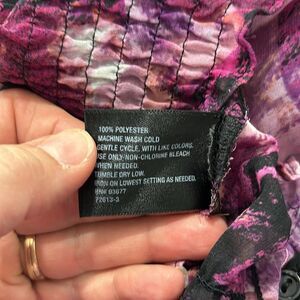 100% POLYESTER
MACHINE WASH COLD
GENTLE CYCLE, WITH LIKE COLORS.
USE ONLY-NON-CHLORINE BLEACH
WHEN NEEDED.
TUMBLE DRY LOW.
IRON ON LOWEST SETTING AS NEEDED.
RN# 03677
72613-3